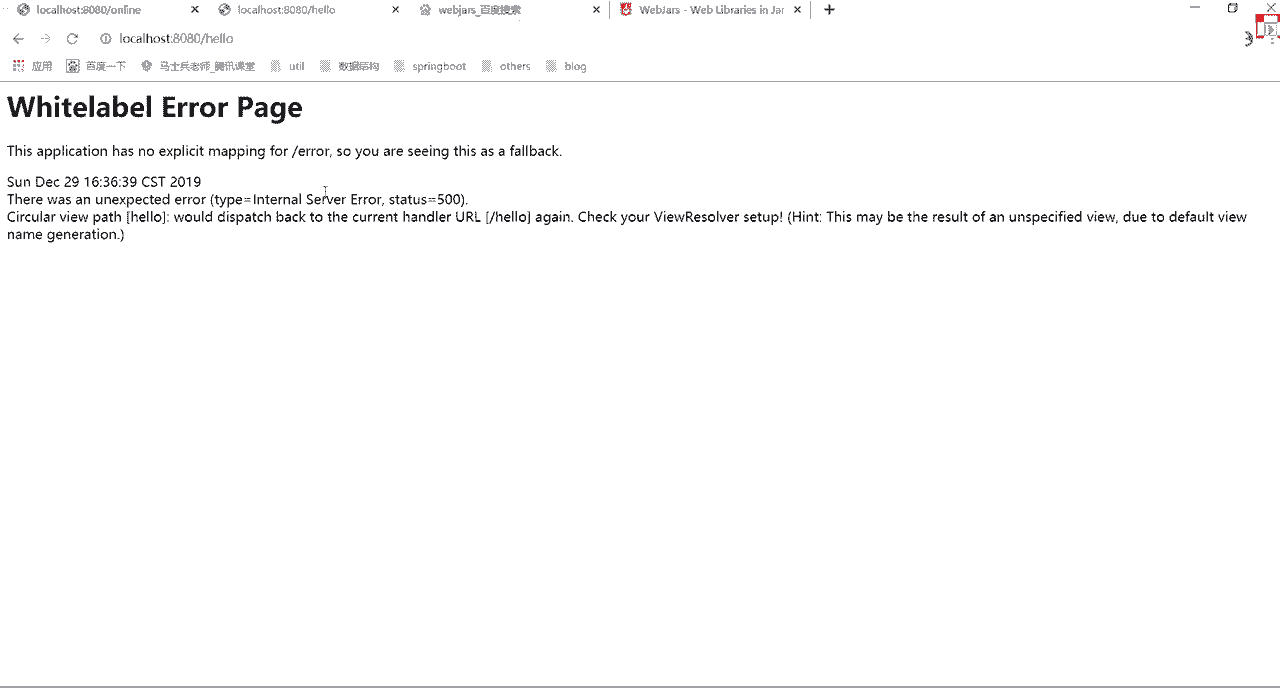 localhost:8080/online
localhost:8080/hello
webjars_百度搜索
WebJars - Web Libraries in Jar
localhost:8080/hello
应用
百度一下
马士兵老师_腾讯课堂
util
数据结构
springboot
others
blog
Whitelabel Error Page
This application has no explicit mapping for /error, so you are seeing this as a fallback.
Sun Dec 29 16:36:39 CST 2019
There was an unexpected error (type=Internal Server Error, status=500).
Circular view path [hello]: would dispatch back to the current handler URL [/hello] again. Check your ViewResolver setup! (Hint: This may be the result of an unspecified view, due to default view
name generation.)